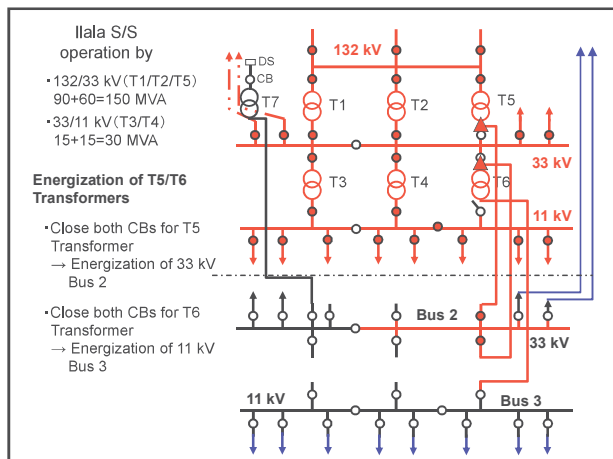 Ilala S/S
operation by
・132/33 kV(T1/T2/T5)
90+60=150 MVA
・33/11 kV(T3/T4)
15+15=30 MVA
Energization of T5/T6
Transformers
・Close both CBs for T5
Transformer
→ Energization of 33 kV
Bus 2
・Close both CBs for T6
Transformer
→ Energization of 11 kV
Bus 3
DS
CB
T7
132 kV
T1
T2
T5
33 kV
T3
T4
T6
11 kV
Bus 2
33 kV
11 kV
Bus 3